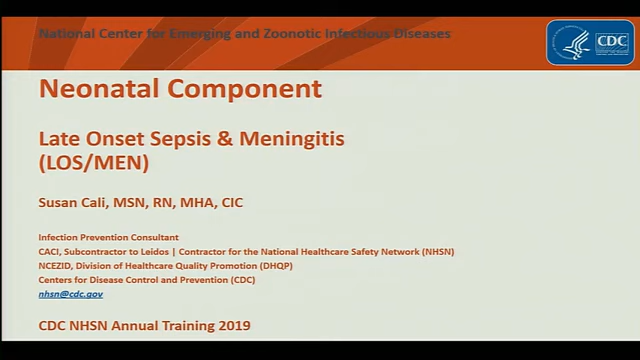 National Center for Emerging and Zoonotic Infectious Diseases
CDC
Neonatal Component
Late Onset Sepsis & Meningitis
(LOS/MEN)
Susan Cali, MSN, RN, MHA, CIC
Infection Prevention Consultant
CACI, Subcontractor to Leidos | Contractor for the National Healthcare Safety Network (NHSN)
NCEZID, Division of Healthcare Quality Promotion (DHQP)
Centers for Disease Control and Prevention (CDC)
nhsn@cdc.gov
CDC NHSN Annual Training 2019